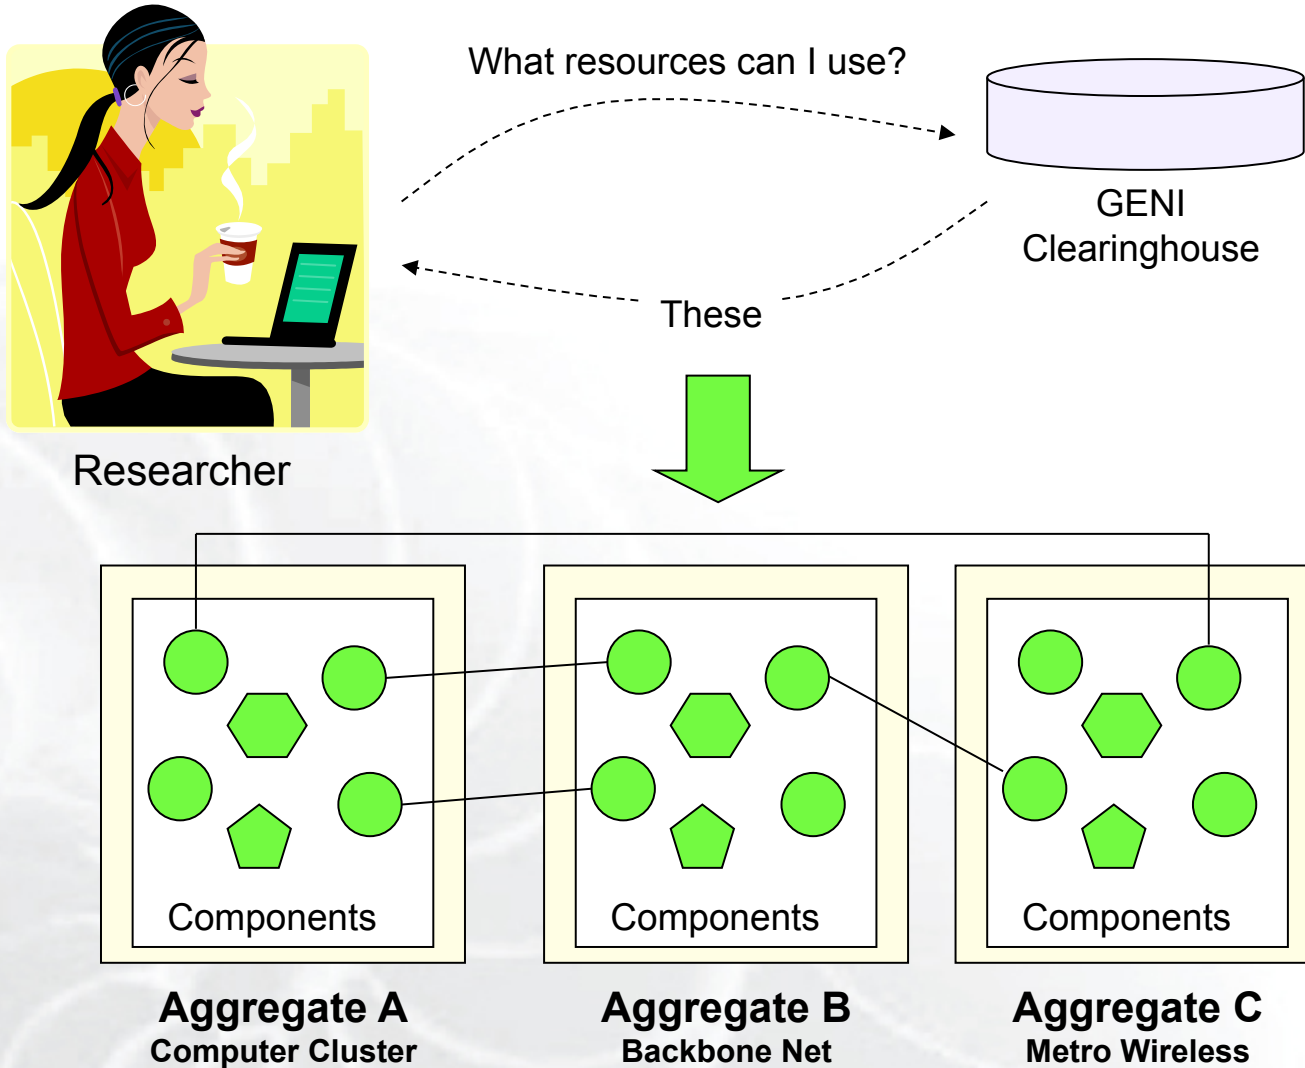 What resources can I use?
GENI
Clearinghouse
These
Researcher
Components
Components
Components
Aggregate A
Computer Cluster
Aggregate B
Backbone Net
Aggregate C
Metro Wireless